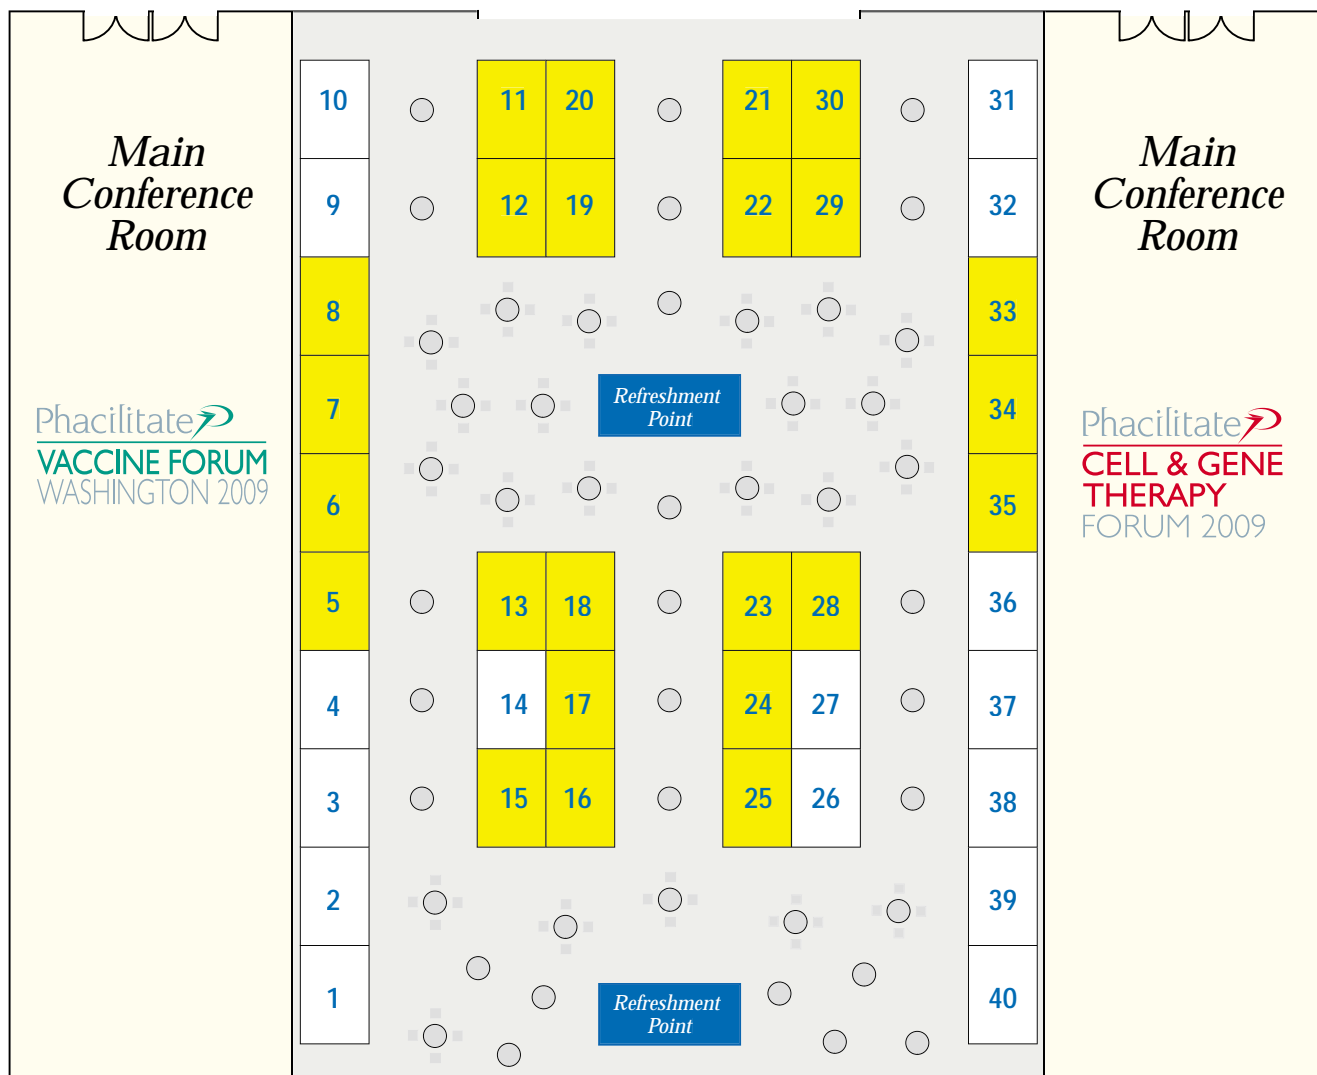 10
11
20
21
30
31
Main
Conference
Room
9
12
19
22
29
32
Main
Conference
Room
8
33
7
Refreshment
Point
34
Phacilitate
VACCINE FORUM
WASHINGTON 2009
Phacilitate
CELL & GENE
THERAPY
FORUM 2009
6
35
5
13
18
23
28
36
4
14
17
24
27
37
3
15
16
25
26
38
2
39
1
Refreshment
Point
40